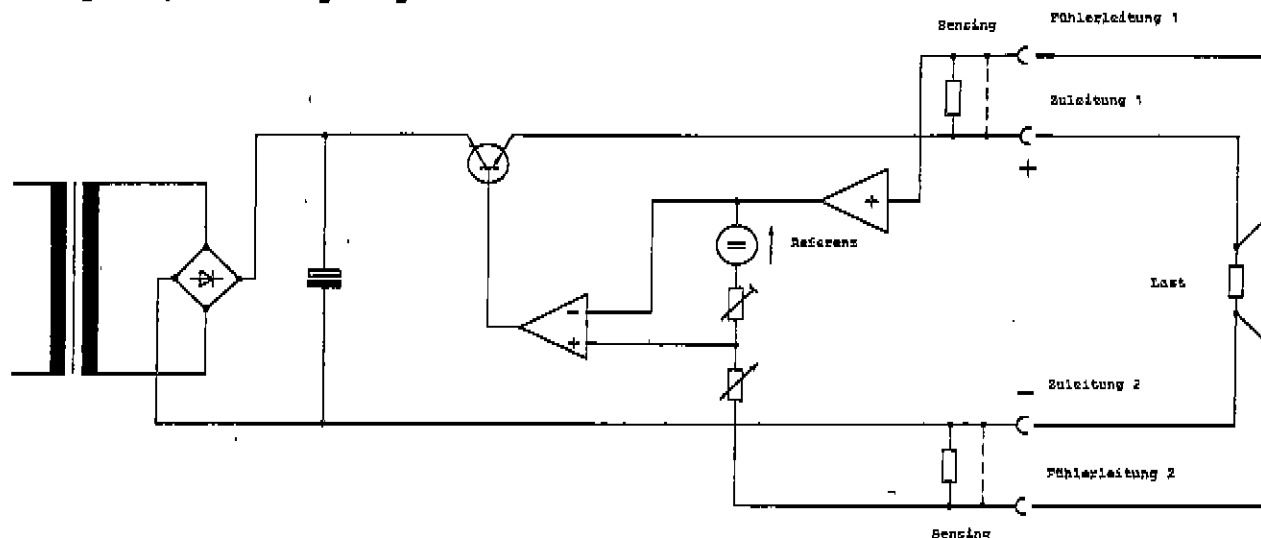 Sensing
Fühlerleitung 1
Zuleitung 1
+
+
Referenz
-
+
Last
-
Zuleitung 2
Fühlerleitung 2
Sensing